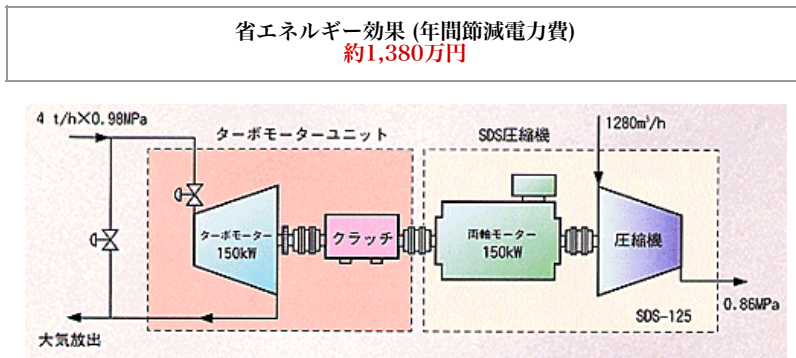 省エネルギー効果 (年間節減電力費)
約1,380万円
4 t/h×0.98MPa
ターボモーターユニット
SDS圧縮機
1280m³/h
ターボモーター
150kW
クラッチ
両軸モーター
150kW
圧縮機
0.86MPa
SDS-125
大気放出